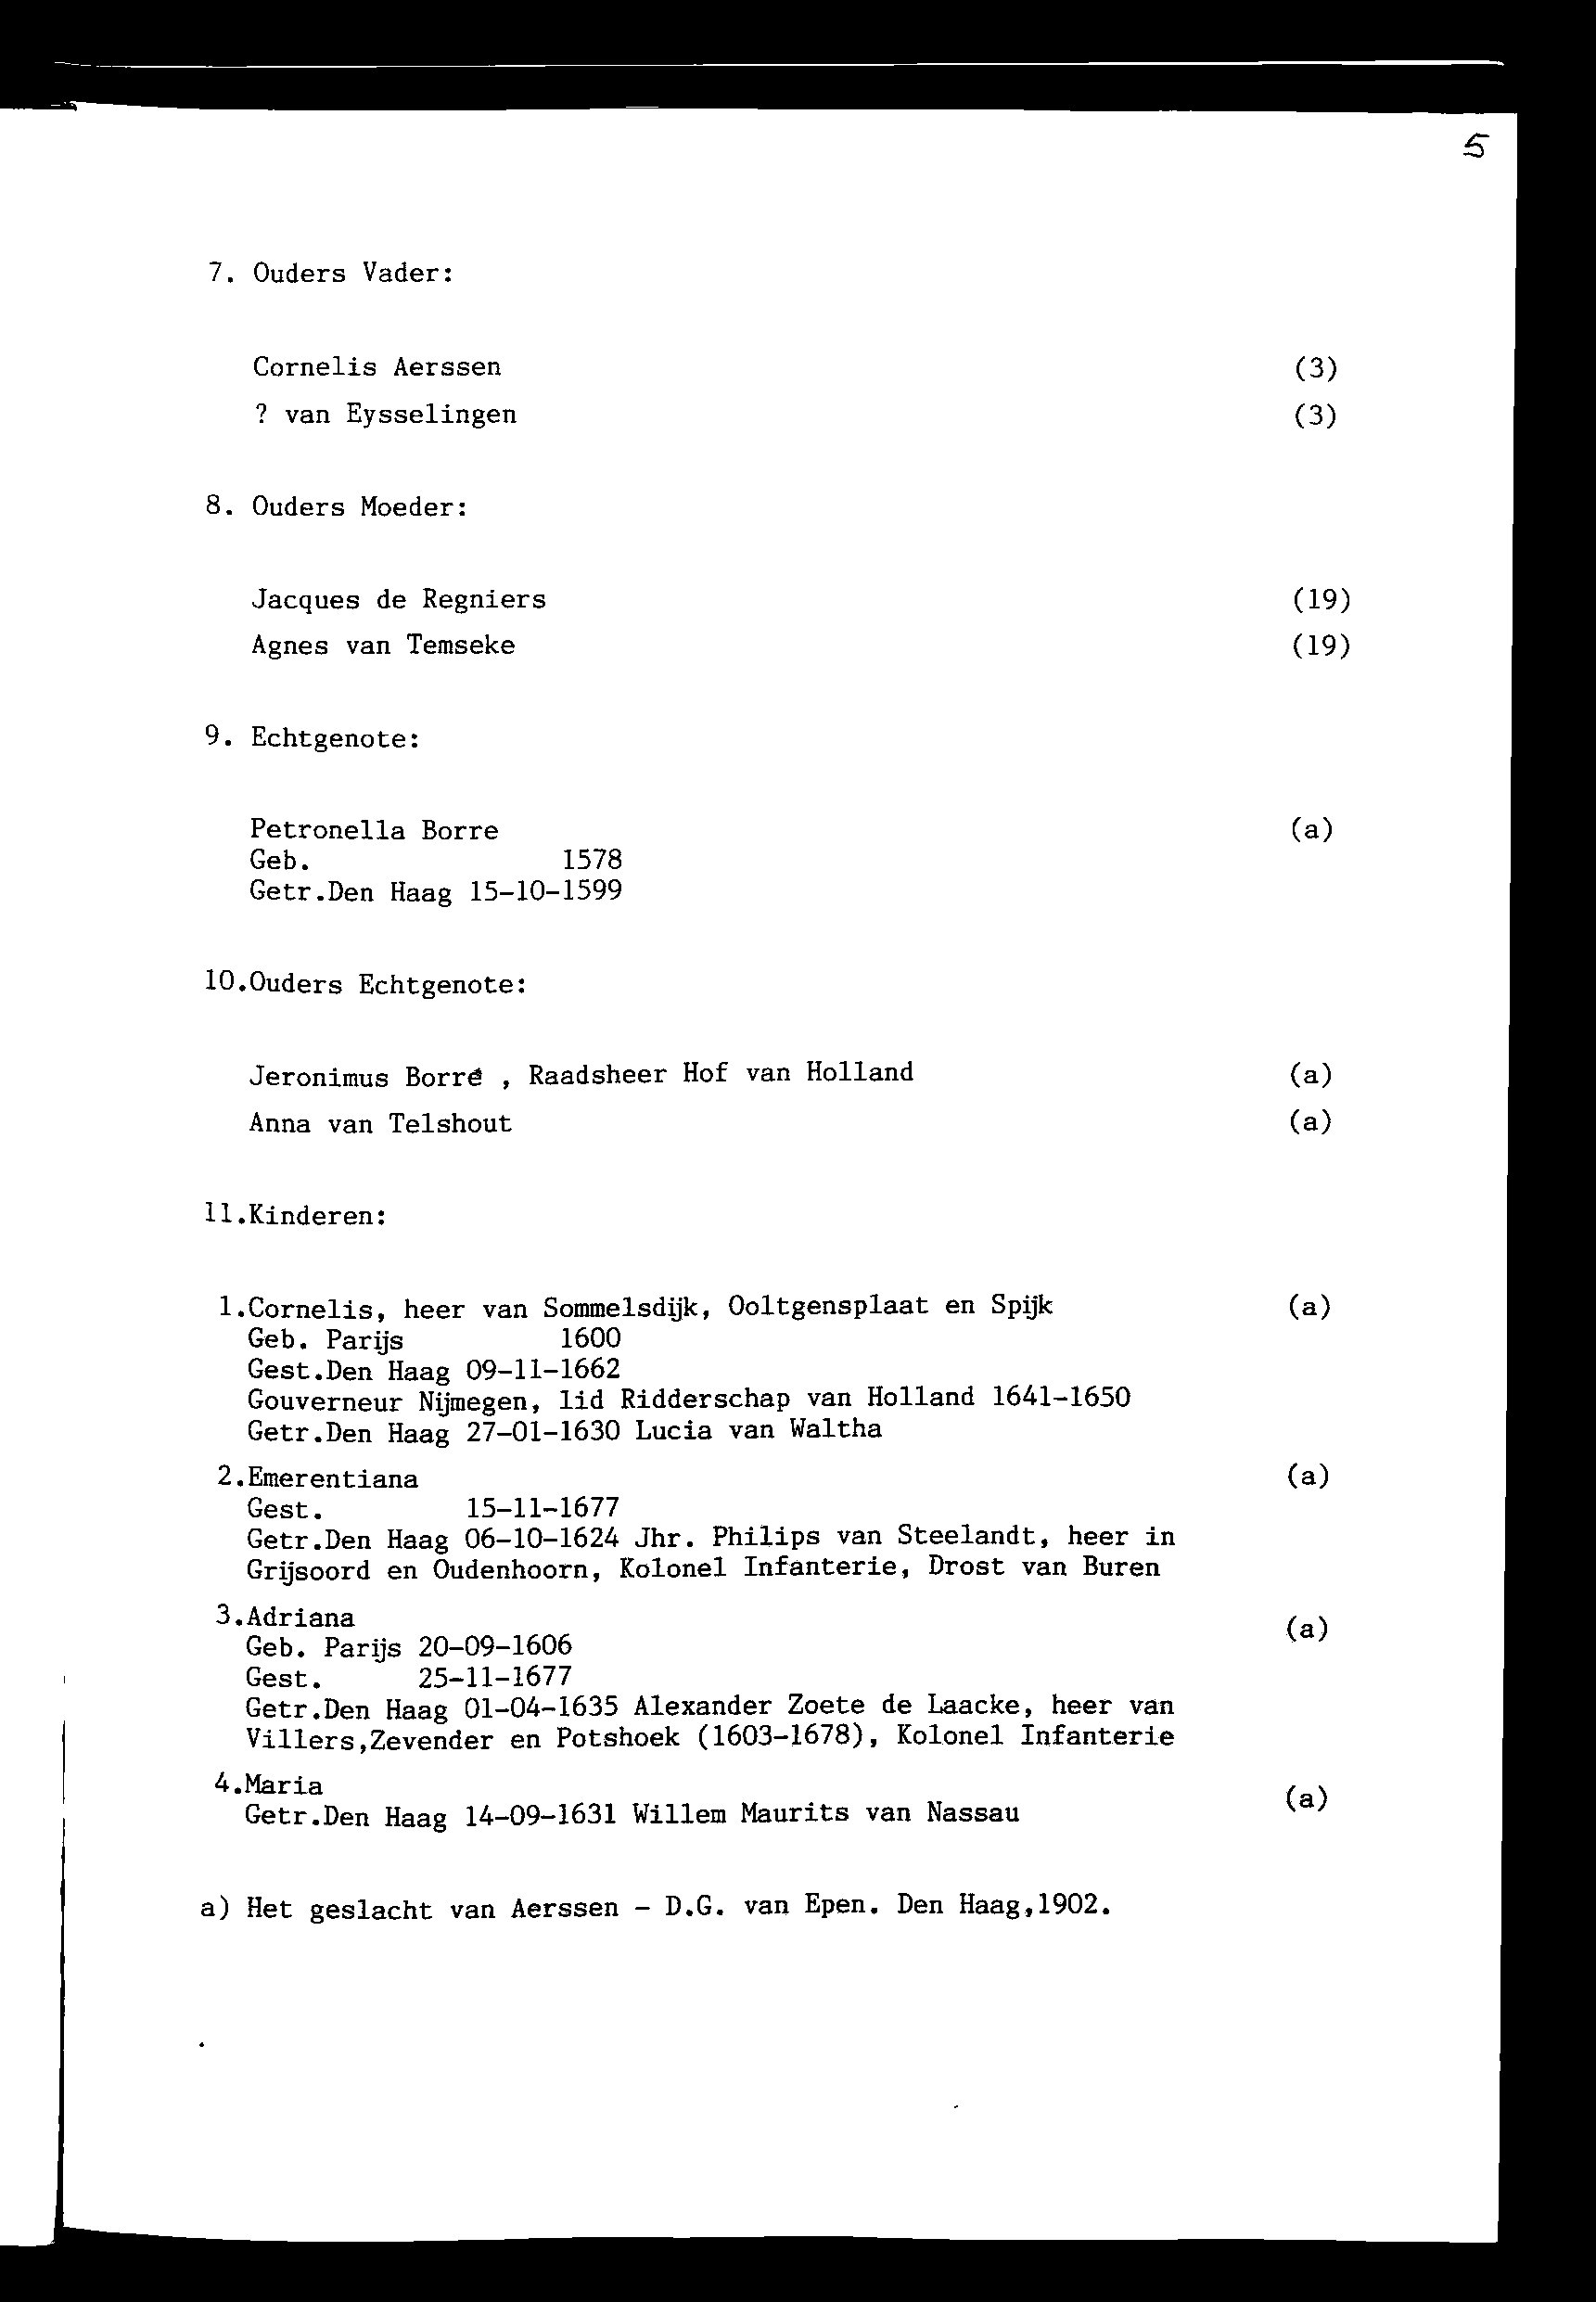 5
7. Ouders Vader:
Cornelis Aerssen (3)
? van Eysselingen (3)
8. Ouders Moeder:
Jacques de Regniers (19)
Agnes van Temseke (19)
9. Echtgenote:
Petronella Borre (a)
Geb. 1578
Getr.Den Haag 15-10-1599
10.Ouders Echtgenote:
Jeronimus Borré , Raadsheer Hof van Holland (a)
Anna van Telshout (a)
11.Kinderen:
1.Cornelis, heer van Sommelsdijk, Ooltgensplaat en Spijk (a)
Geb. Parijs 1600
Gest.Den Haag 09-11-1662
Gouverneur Nijmegen, lid Ridderschap van Holland 1641-1650
Getr.Den Haag 27-01-1630 Lucia van Waltha
2.Emerentiana (a)
Gest. 15-11-1677
Getr.Den Haag 06-10-1624 Jhr. Philips van Steelandt, heer in
Grijsoord en Oudenhoorn, Kolonel Infanterie, Drost van Buren
3.Adriana (a)
Geb. Parijs 20-09-1606
Gest. 25-11-1677
Getr.Den Haag 01-04-1635 Alexander Zoete de Laacke, heer van
Villers,Zevender en Potshoek (1603-1678), Kolonel Infanterie
4.Maria (a)
Getr.Den Haag 14-09-1631 Willem Maurits van Nassau
a) Het geslacht van Aerssen - D.G. van Epen. Den Haag,1902.